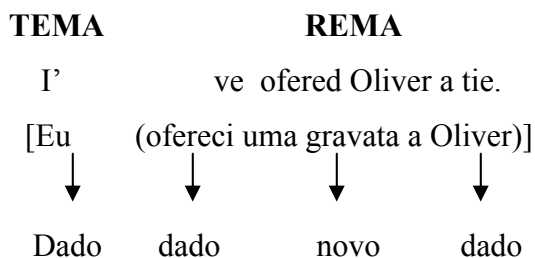 TEMA REMA
I’ ve ofered Oliver a tie.
[Eu (ofereci uma gravata a Oliver)]
Dado dado novo dado